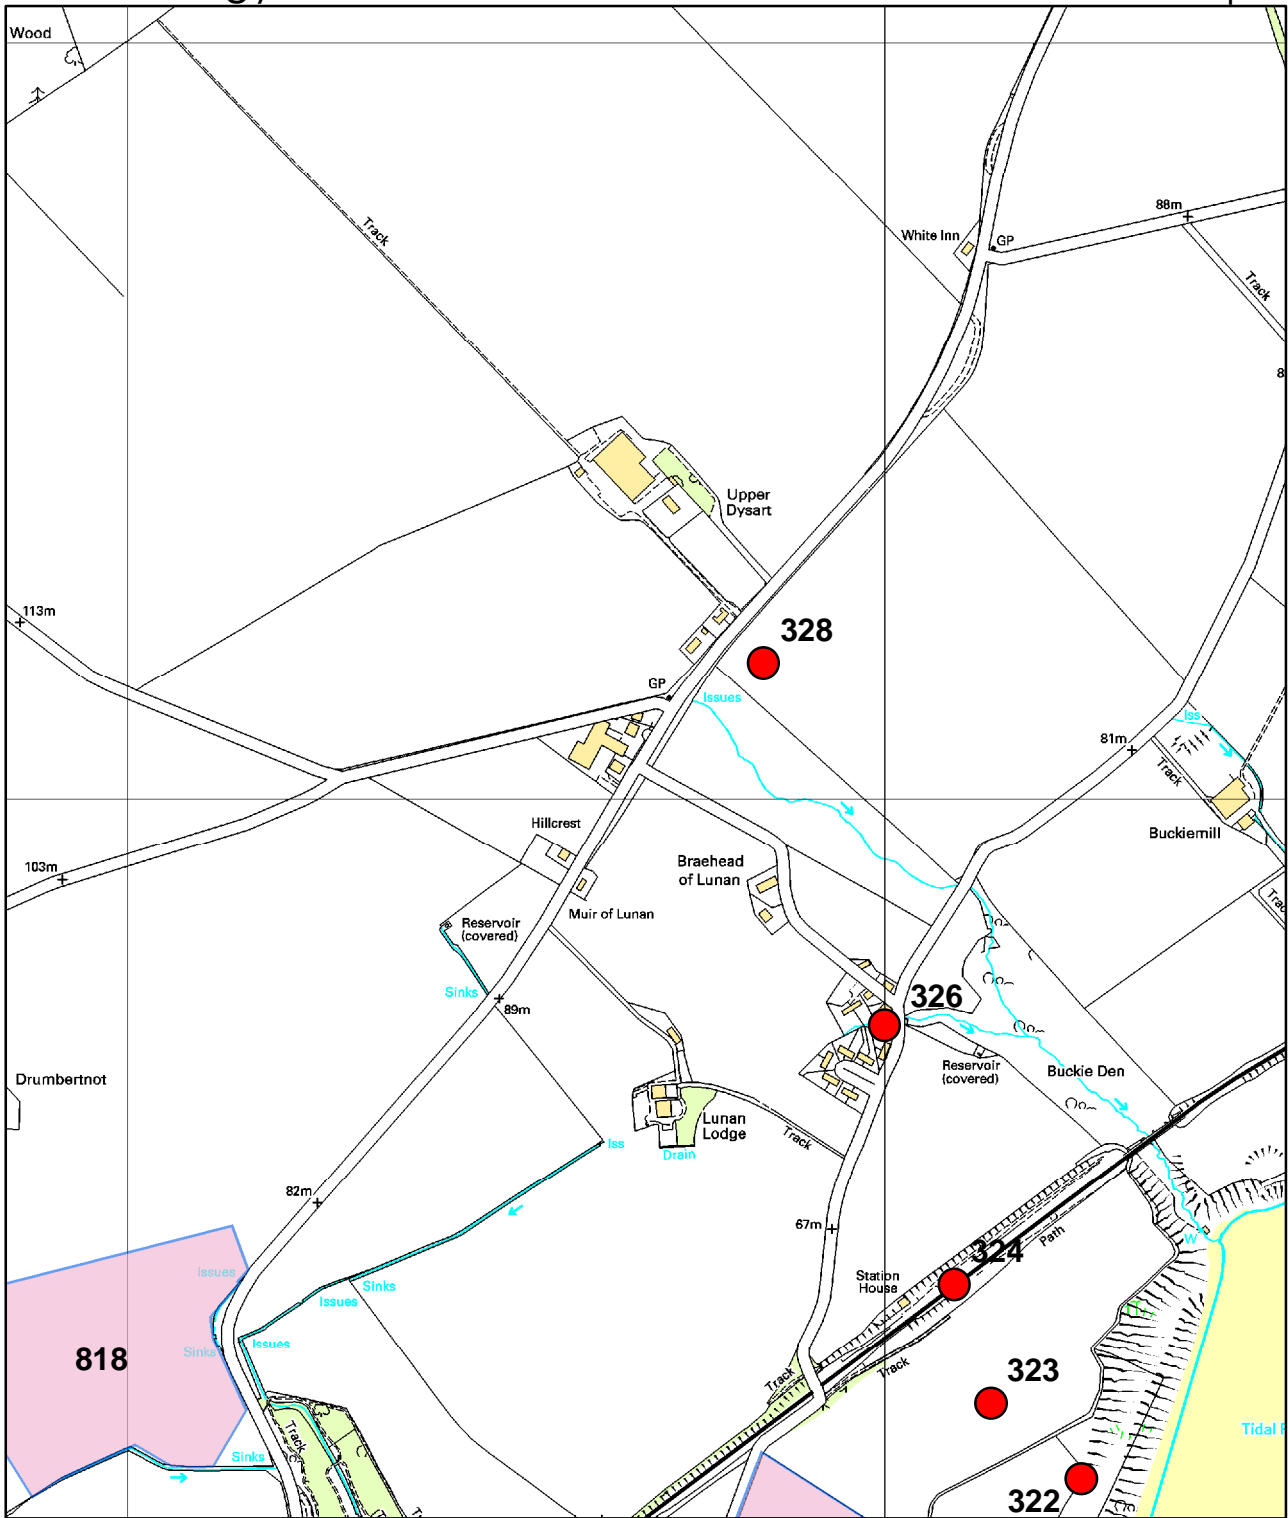 Wood
88m
Track
White Inn
GP
Track
8
Upper
Dysart
113m
328
GP
Issues
Iss
81m
Track
Buckiemill
Hillcrest
Braehead
of Lunan
103m
Muir of Lunan
Reservoir
(covered)
Sinks
89m
326
Reservoir
(covered)
Buckie Den
Drumbertnot
Lunan
Lodge
Track
Iss
Drain
82m
67m
Path
W
324
Issues
Station
House
Sinks
Issues
Issues
Sinks
818
Track
Track
323
Track
Sinks
Tidal
322